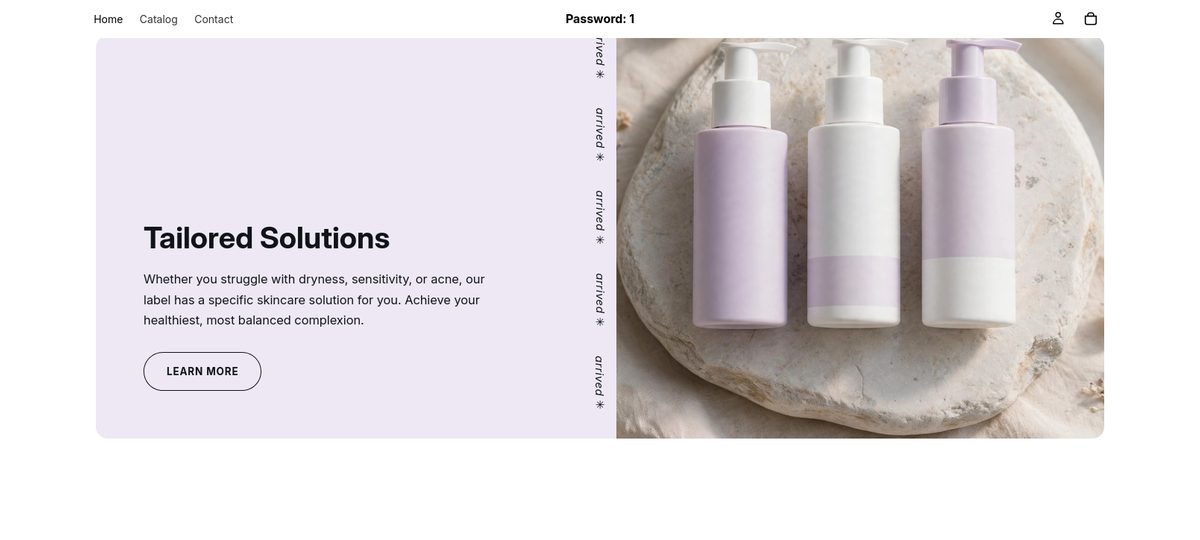 Home
Catalog
Contact
Password: 1
Tailored Solutions
Whether you struggle with dryness, sensitivity, or acne, our
label has a specific skincare solution for you. Achieve your
healthiest, most balanced complexion.
LEARN MORE
rived ✳
arrived ✳
arrived ✳
arrived ✳
arrived ✳